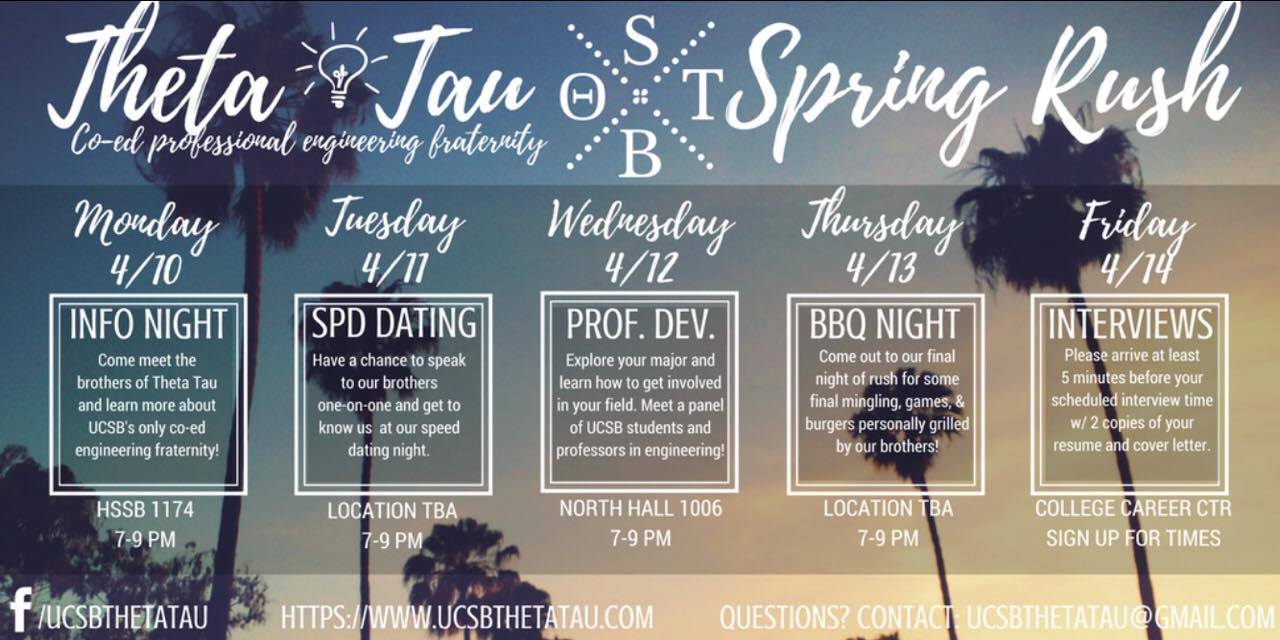 Theta Tau
Co-ed professional engineering fraternity
S
Θ T
B
Spring Rush
Monday
4/10
INFO NIGHT
Come meet the
brothers of Theta Tau
and learn more about
UCSB's only co-ed
engineering fraternity!
HSSB 1174
7-9 PM
Tuesday
4/11
SPD DATING
Have a chance to speak
to our brothers
one-on-one and get to
know us at our speed
dating night.
LOCATION TBA
7-9 PM
Wednesday
4/12
PROF. DEV.
Explore your major and
learn how to get involved
in your field. Meet a panel
of UCSB students and
professors in engineering!
NORTH HALL 1006
7-9 PM
Thursday
4/13
BBQ NIGHT
Come out to our final
night of rush for some
final mingling, games, &
burgers personally grilled
by our brothers!
LOCATION TBA
7-9 PM
Friday
4/14
INTERVIEWS
Please arrive at least
5 minutes before your
scheduled interview time
w/ 2 copies of your
resume and cover letter.
COLLEGE CAREER CTR
SIGN UP FOR TIMES
f/UCSBTHETATAU
HTTPS://WWW.UCSBTHETATAU.COM
QUESTIONS? CONTACT: UCSBTHETATAU@GMAIL.COM